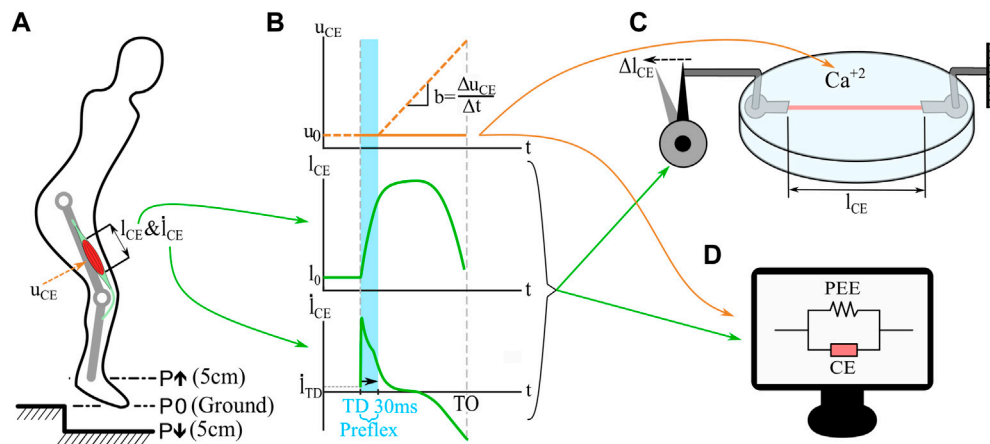 A
l_CE & l̇_CE
u_CE
P↑ (5cm)
P0 (Ground)
P↓ (5cm)
B
u_CE
b=Δu_CE/Δt
u_0
t
l_CE
l_0
t
l̇_CE
l̇_TD
t
TD 30ms
TO
Preflex
C
Δl_CE
Ca⁺²
l_CE
D
PEE
CE